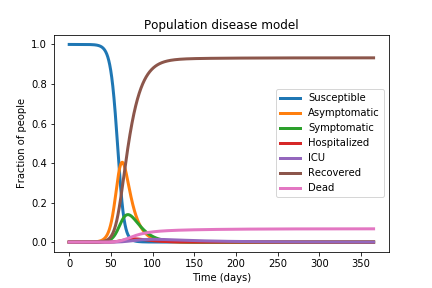 Population disease model
Fraction of people
1.0
0.8
0.6
0.4
0.2
0.0
Susceptible
Asymptomatic
Symptomatic
Hospitalized
ICU
Recovered
Dead
0 50 100 150 200 250 300 350
Time (days)